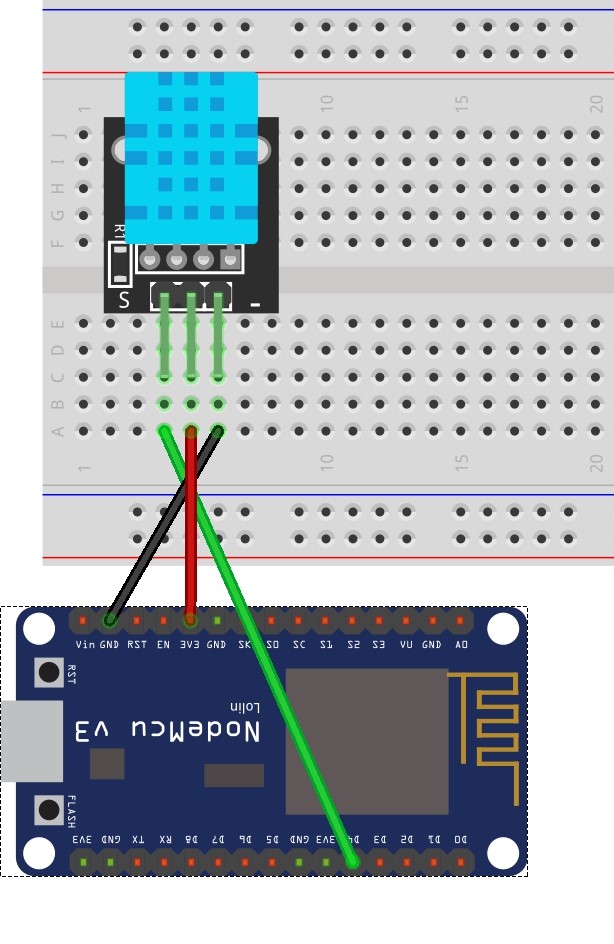 1 10 15 20
J
I
H
G
F
R1
S -
E
D
C
B
A
1 10 15 20
Vin GND RST EN 3V3 GND SK SO SC S1 S2 S3 VU GND AO
RST
Lolin
NodeMcu v3
FLASH
3V3 GND TX RX D8 D7 D6 D5 GND 3V3 D4 D3 D2 D1 D0